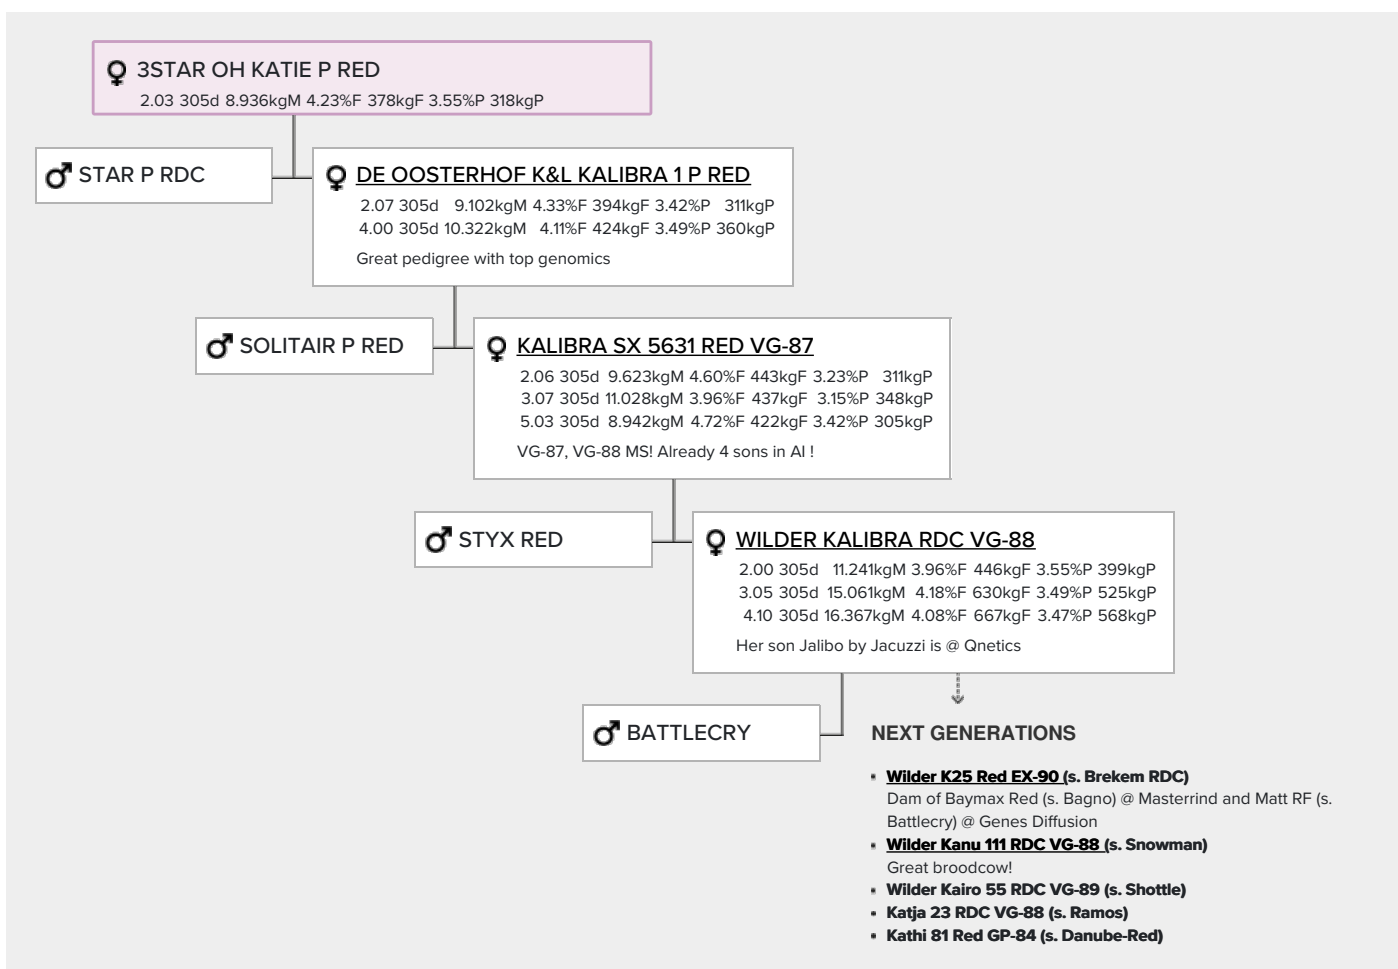 3STAR OH KATIE P RED
2.03 305d 8.936kgM 4.23%F 378kgF 3.55%P 318kgP
STAR P RDC
DE OOSTERHOF K&L KALIBRA 1 P RED
2.07 305d 9.102kgM 4.33%F 394kgF 3.42%P 311kgP
4.00 305d 10.322kgM 4.11%F 424kgF 3.49%P 360kgP
Great pedigree with top genomics
SOLITAIR P RED
KALIBRA SX 5631 RED VG-87
2.06 305d 9.623kgM 4.60%F 443kgF 3.23%P 311kgP
3.07 305d 11.028kgM 3.96%F 437kgF 3.15%P 348kgP
5.03 305d 8.942kgM 4.72%F 422kgF 3.42%P 305kgP
VG-87, VG-88 MS! Already 4 sons in AI !
STYX RED
WILDER KALIBRA RDC VG-88
2.00 305d 11.241kgM 3.96%F 446kgF 3.55%P 399kgP
3.05 305d 15.061kgM 4.18%F 630kgF 3.49%P 525kgP
4.10 305d 16.367kgM 4.08%F 667kgF 3.47%P 568kgP
Her son Jalibo by Jacuzzi is @ Qnetics
BATTLECRY
NEXT GENERATIONS
Wilder K25 Red EX-90 (s. Brekem RDC)
Dam of Baymax Red (s. Bagno) @ Masterrind and Matt RF (s.
Battlecry) @ Genes Diffusion
Wilder Kanu 111 RDC VG-88 (s. Snowman)
Great broodcow!
Wilder Kairo 55 RDC VG-89 (s. Shottle)
Katja 23 RDC VG-88 (s. Ramos)
Kathi 81 Red GP-84 (s. Danube-Red)